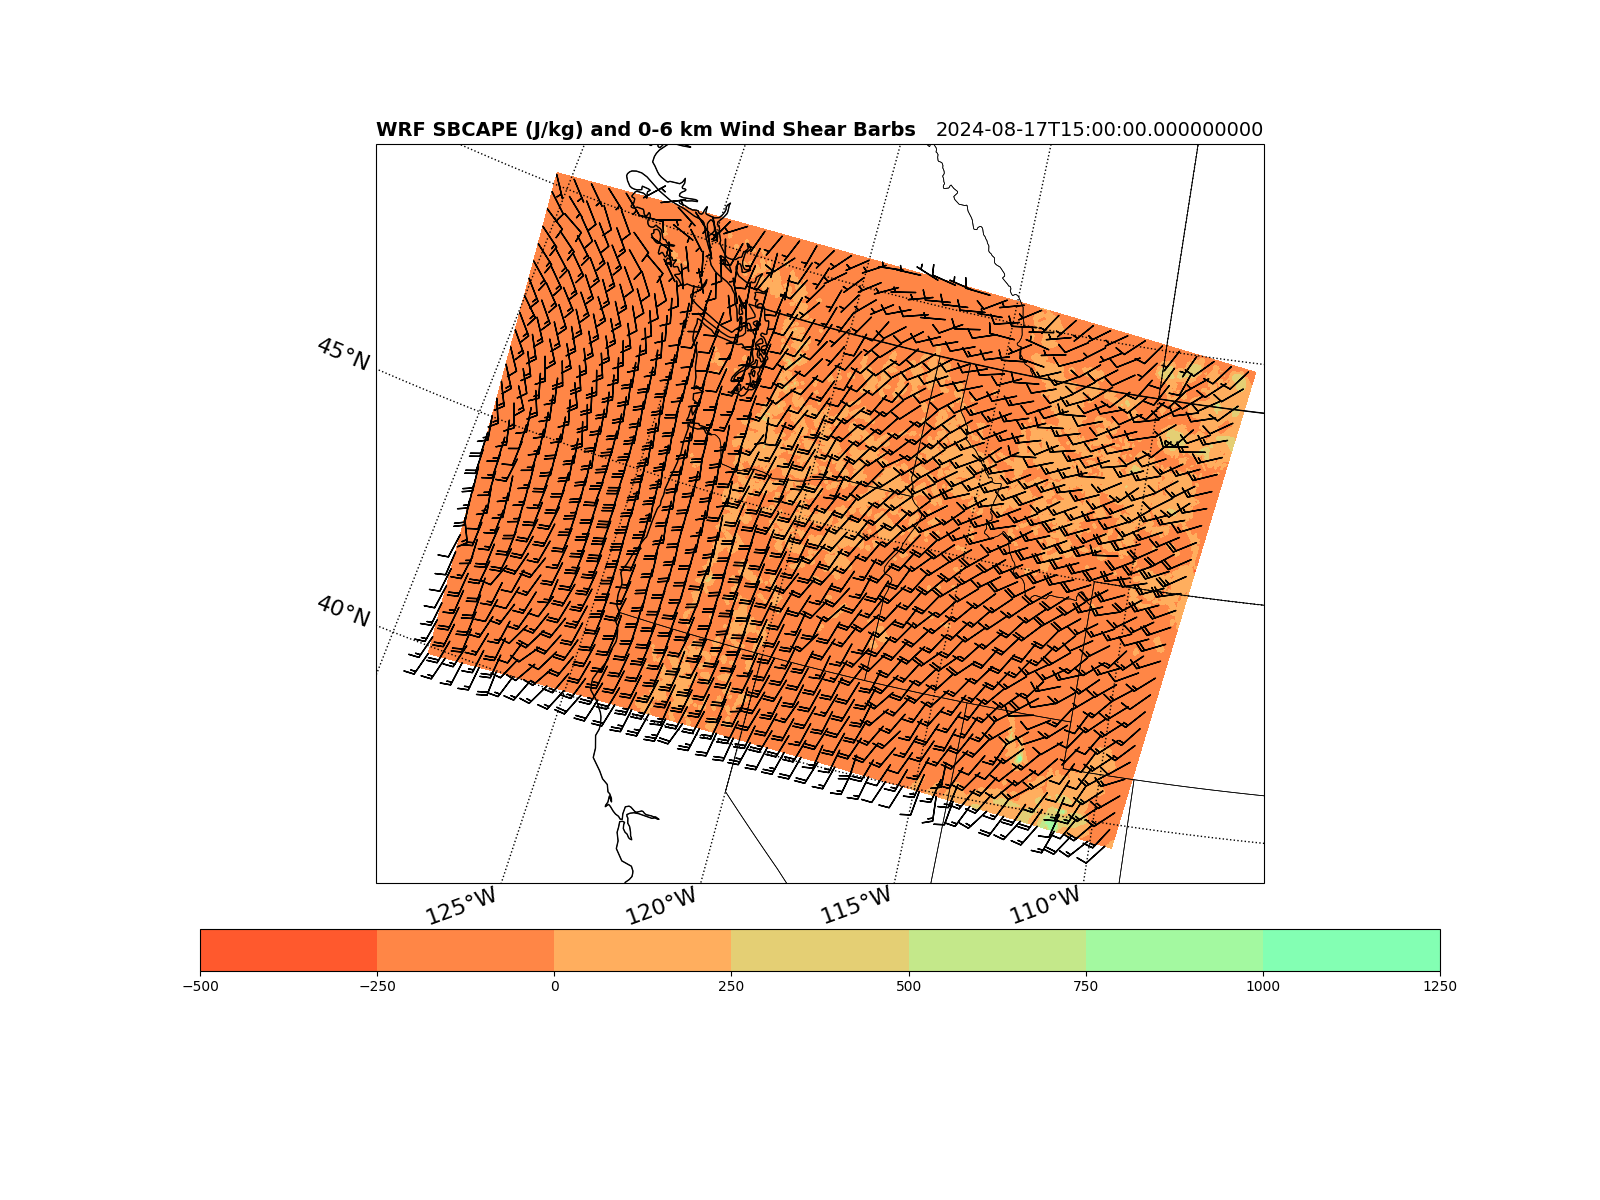 WRF SBCAPE (J/kg) and 0-6 km Wind Shear Barbs 2024-08-17T15:00:00.000000000
45°N
40°N
125°W 120°W 115°W 110°W
−500 −250 0 250 500 750 1000 1250